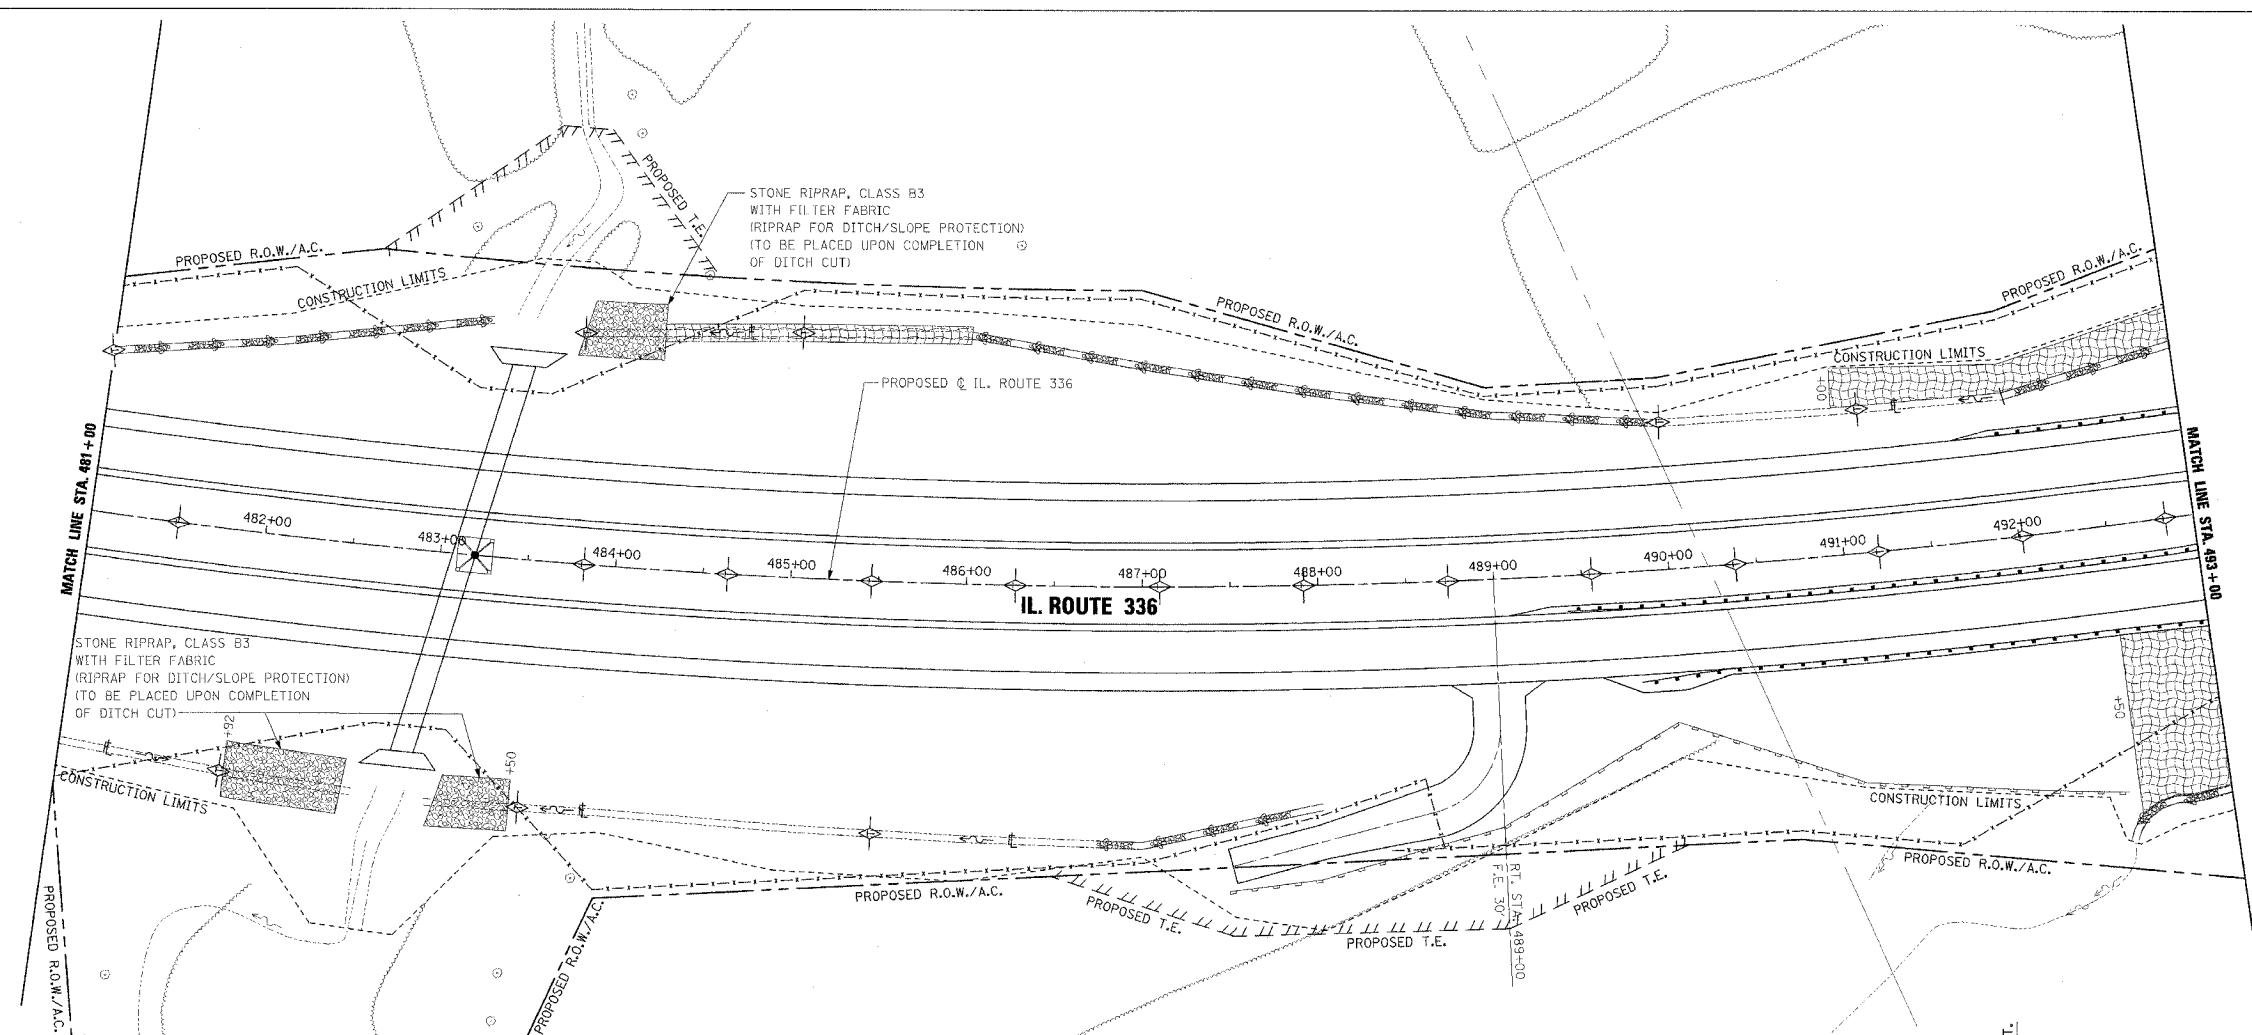 PROPOSED T.E.
STONE RIPRAP, CLASS B3
WITH FILTER FABRIC
(RIPRAP FOR DITCH/SLOPE PROTECTION)
(TO BE PLACED UPON COMPLETION
OF DITCH CUT)
PROPOSED R.O.W./A.C.
CONSTRUCTION LIMITS
PROPOSED R.O.W./A.C.
PROPOSED R.O.W./A.C.
CONSTRUCTION LIMITS
+00
PROPOSED ℄ IL. ROUTE 336
MATCH LINE STA. 481+00
MATCH LINE STA. 493+00
482+00
483+00
484+00
485+00
486+00
487+00
488+00
489+00
490+00
491+00
492+00
IL. ROUTE 336
STONE RIPRAP, CLASS B3
WITH FILTER FABRIC
(RIPRAP FOR DITCH/SLOPE PROTECTION)
(TO BE PLACED UPON COMPLETION
OF DITCH CUT)
+92
+50
+50
CONSTRUCTION LIMITS
CONSTRUCTION LIMITS
PROPOSED R.O.W./A.C.
PROPOSED R.O.W./A.C.
PROPOSED R.O.W./A.C.
PROPOSED R.O.W./A.C.
PROPOSED T.E.
PROPOSED T.E.
PROPOSED T.E.
RT. STA. 489+00
F.E. 30'